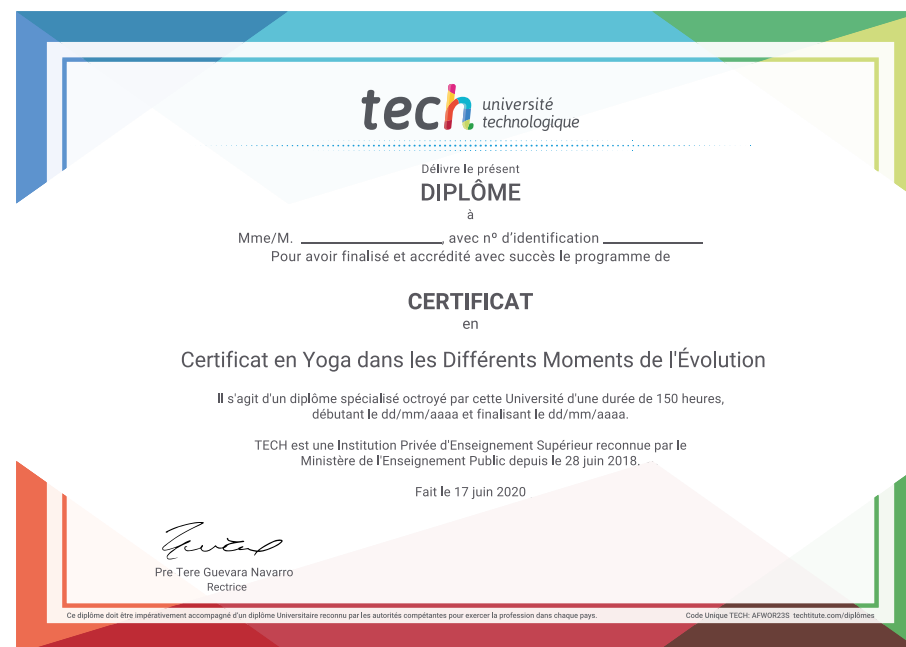 tech université
technologique
Délivre le présent
DIPLÔME
à
Mme/M. ____________________, avec nº d'identification ______________
Pour avoir finalisé et accrédité avec succès le programme de
CERTIFICAT
en
Certificat en Yoga dans les Différents Moments de l'Évolution
Il s'agit d'un diplôme spécialisé octroyé par cette Université d'une durée de 150 heures,
débutant le dd/mm/aaaa et finalisant le dd/mm/aaaa.
TECH est une Institution Privée d'Enseignement Supérieur reconnue par le
Ministère de l'Enseignement Public depuis le 28 juin 2018.
Fait le 17 juin 2020
Pre Tere Guevara Navarro
Rectrice
Ce diplôme doit être impérativement accompagné d'un diplôme Universitaire reconnu par les autorités compétantes pour exercer la profession dans chaque pays.
Code Unique TECH: AFWOR23S techtitute.com/diplômes